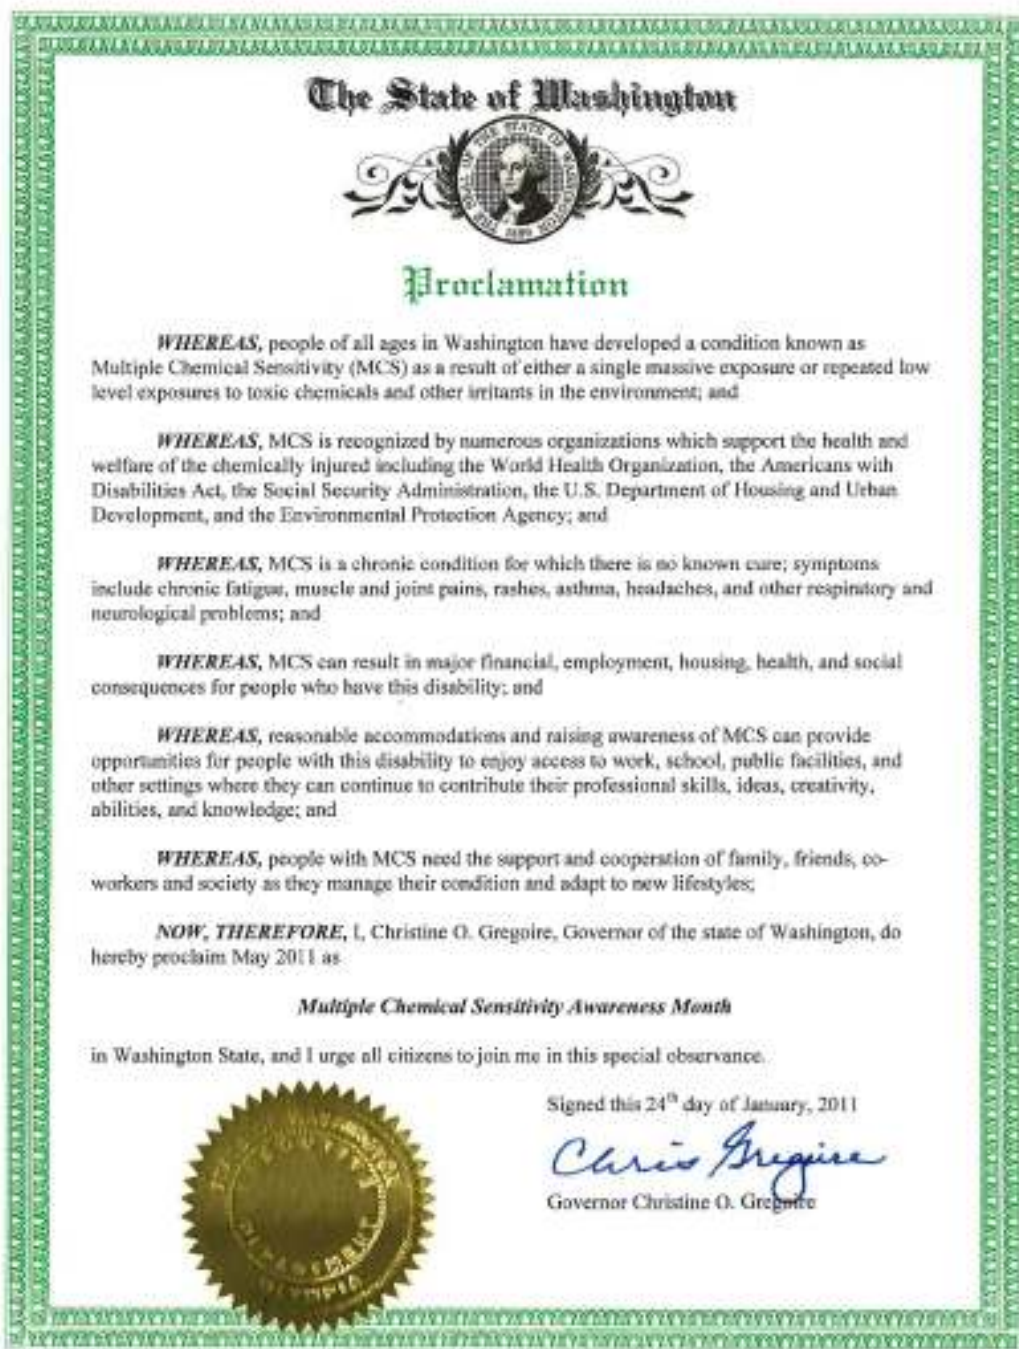 The State of Washington
THE SEAL OF THE STATE OF WASHINGTON
1889
Proclamation
WHEREAS, people of all ages in Washington have developed a condition known as
Multiple Chemical Sensitivity (MCS) as a result of either a single massive exposure or repeated low
level exposures to toxic chemicals and other irritants in the environment; and
WHEREAS, MCS is recognized by numerous organizations which support the health and
welfare of the chemically injured including the World Health Organization, the Americans with
Disabilities Act, the Social Security Administration, the U.S. Department of Housing and Urban
Development, and the Environmental Protection Agency; and
WHEREAS, MCS is a chronic condition for which there is no known cure; symptoms
include chronic fatigue, muscle and joint pains, rashes, asthma, headaches, and other respiratory and
neurological problems; and
WHEREAS, MCS can result in major financial, employment, housing, health, and social
consequences for people who have this disability; and
WHEREAS, reasonable accommodations and raising awareness of MCS can provide
opportunities for people with this disability to enjoy access to work, school, public facilities, and
other settings where they can continue to contribute their professional skills, ideas, creativity,
abilities, and knowledge; and
WHEREAS, people with MCS need the support and cooperation of family, friends, co-
workers and society as they manage their condition and adapt to new lifestyles;
NOW, THEREFORE, I, Christine O. Gregoire, Governor of the state of Washington, do
hereby proclaim May 2011 as
Multiple Chemical Sensitivity Awareness Month
in Washington State, and I urge all citizens to join me in this special observance.
Signed this 24th day of January, 2011
Chris Gregoire
Governor Christine O. Gregoire
DEPARTMENT
OLYMPIA